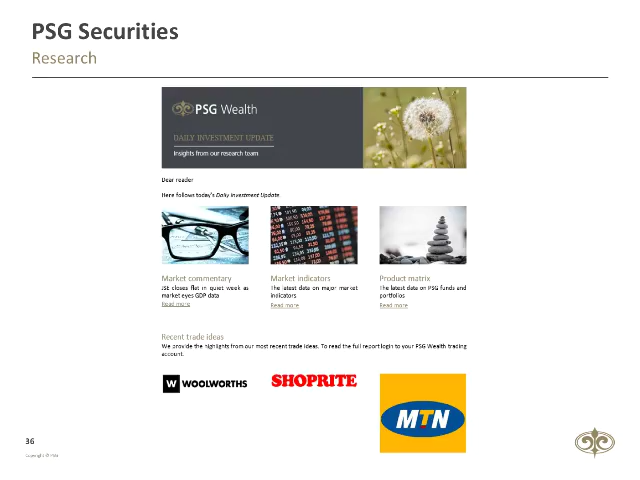 PSG Securities
Research
PSG Wealth
DAILY INVESTMENT UPDATE
Insights from our research team
Dear reader
Here follows today's Daily Investment Update.
Market commentary
JSE closes flat in quiet week as
market eyes GDP data
Read more
Market indicators
The latest data on major market
indicators
Read more
Product matrix
The latest data on PSG funds and
portfolios
Read more
Recent trade ideas
We provide the highlights from our most recent trade ideas. To read the full report login to your PSG Wealth trading
account.
W WOOLWORTHS
SHOPRITE
MTN
36
Copyright © PSG